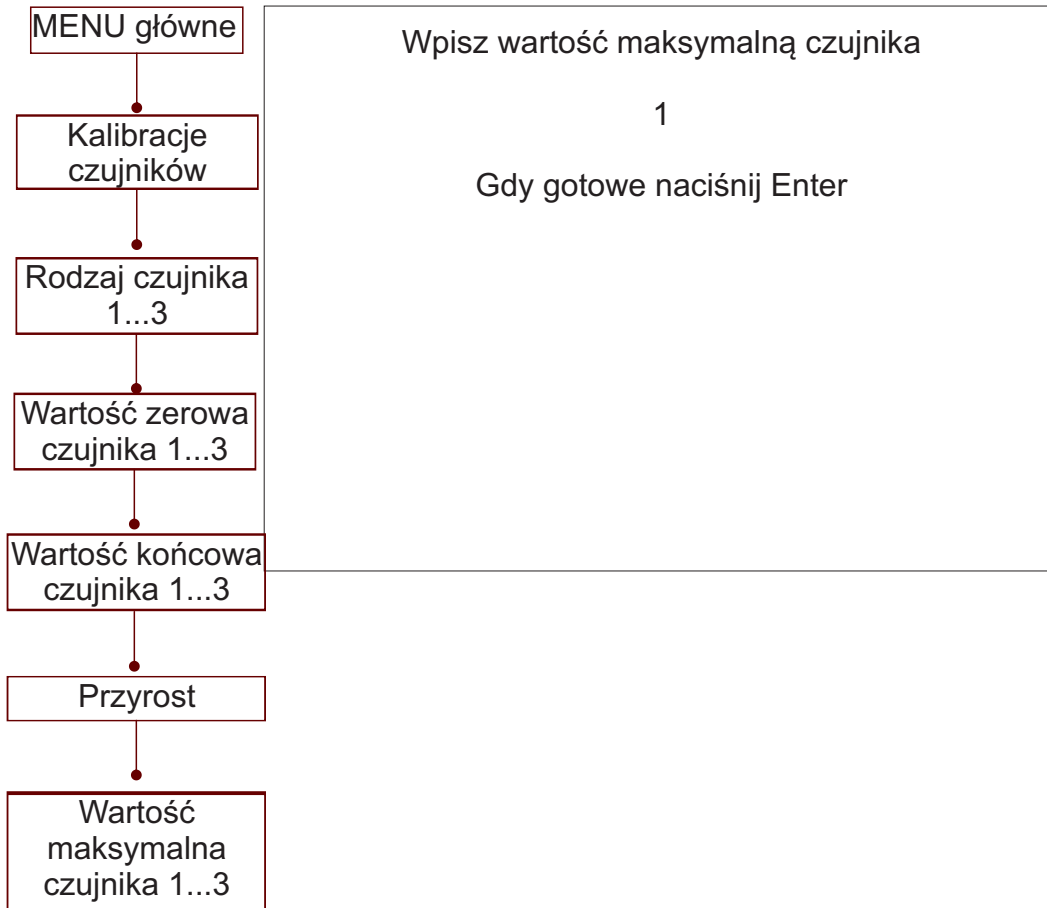 MENU główne
Kalibracje
czujników
Rodzaj czujnika
1...3
Wartość zerowa
czujnika 1...3
Wartość końcowa
czujnika 1...3
Przyrost
Wartość
maksymalna
czujnika 1...3
Wpisz wartość maksymalną czujnika
1
Gdy gotowe naciśnij Enter